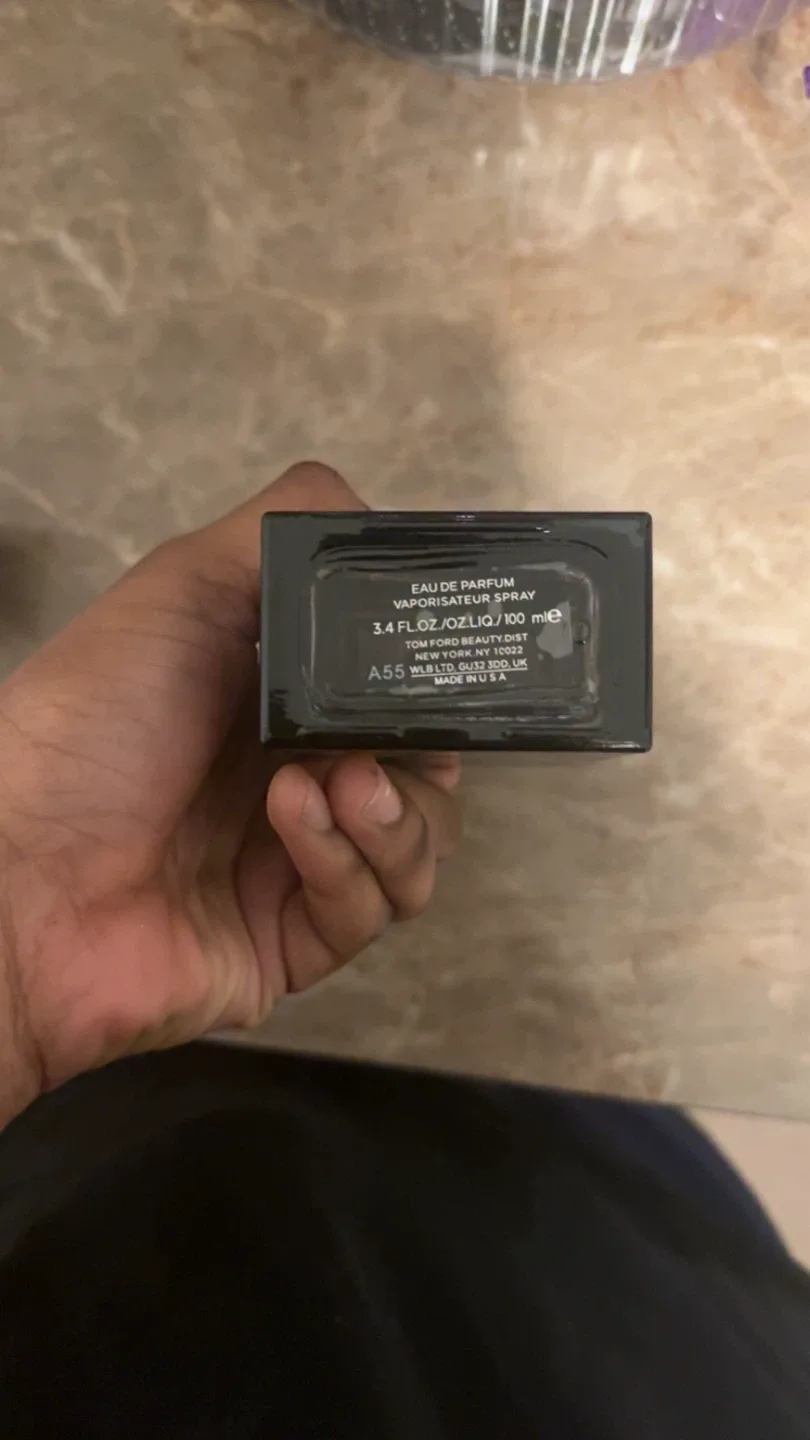 EAU DE PARFUM
VAPORISATEUR SPRAY
3.4 FL.OZ./OZ.LIQ./ 100 ml℮
TOM FORD BEAUTY.DIST
NEW YORK.NY 10022
A55 WLB LTD, GU32 3DD, UK
MADE IN U S A